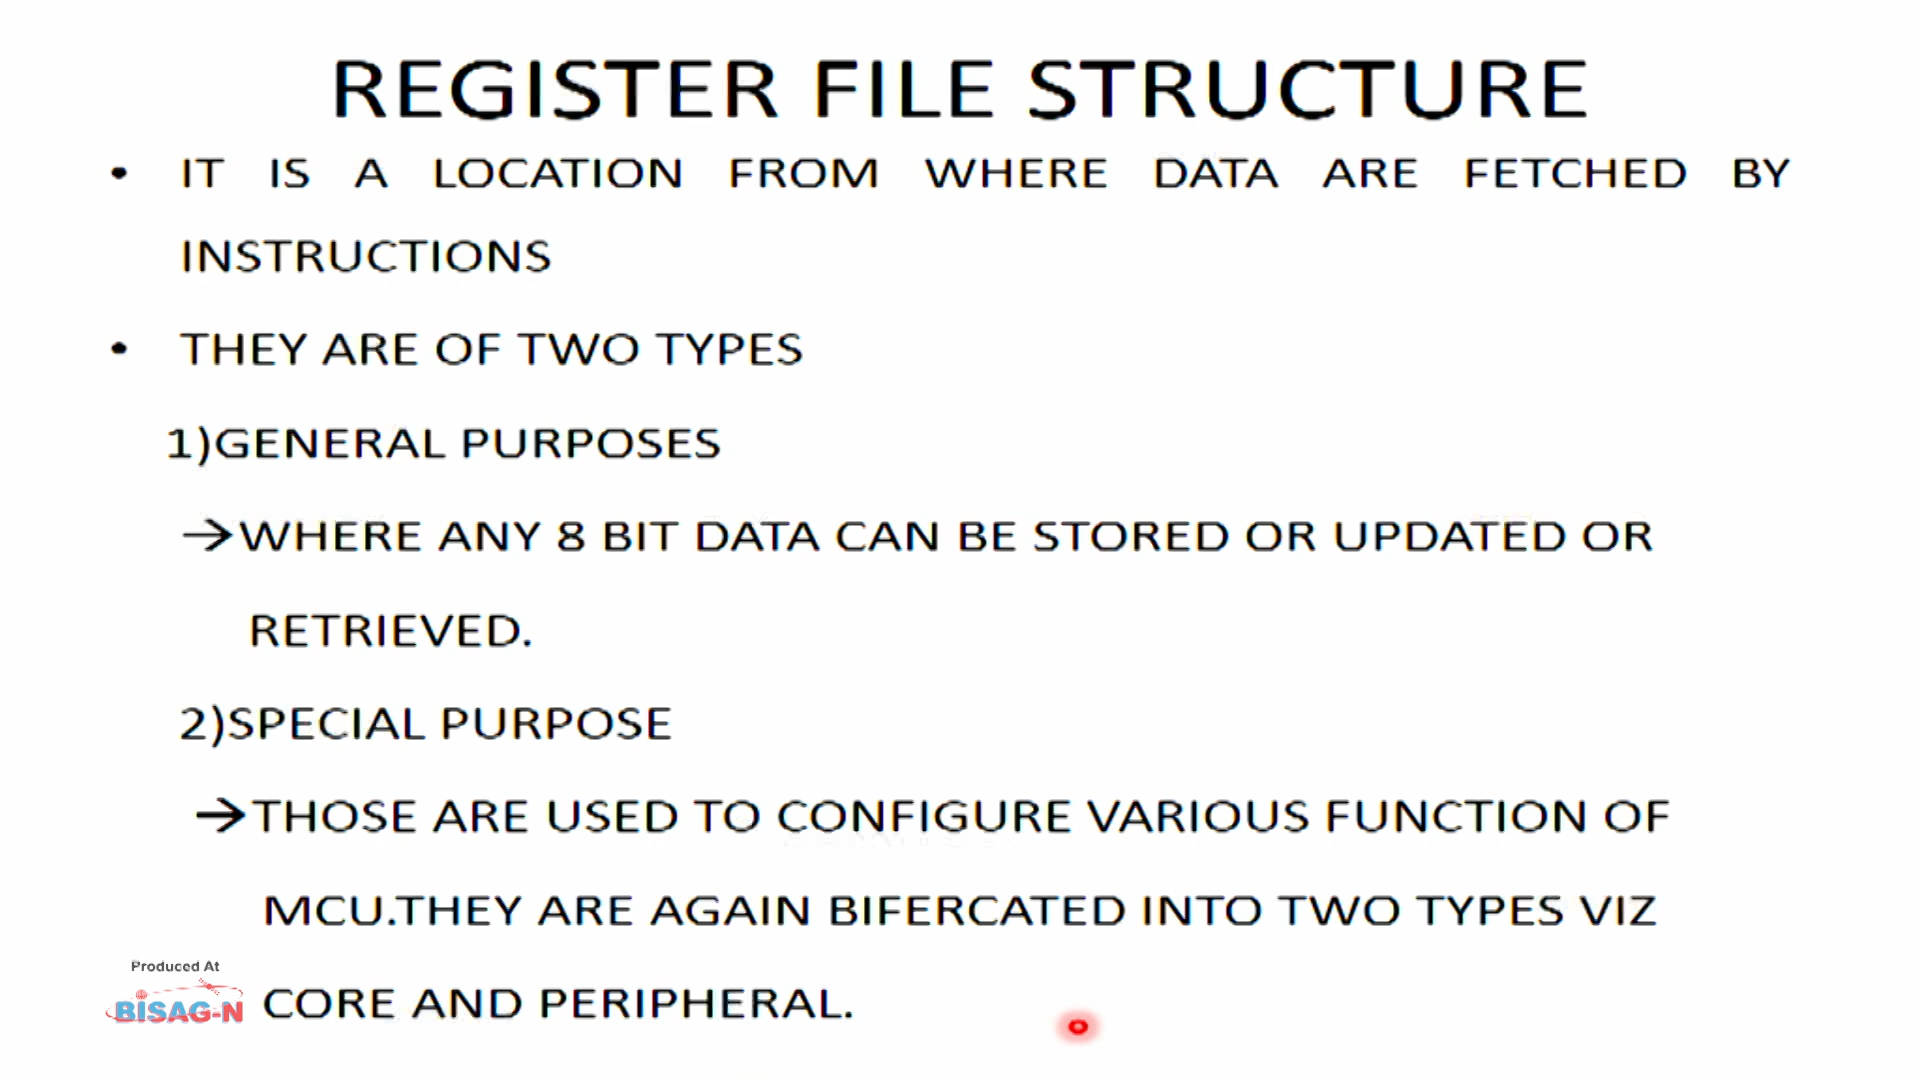 REGISTER FILE STRUCTURE
• IT IS A LOCATION FROM WHERE DATA ARE FETCHED BY
INSTRUCTIONS
• THEY ARE OF TWO TYPES
1)GENERAL PURPOSES
→WHERE ANY 8 BIT DATA CAN BE STORED OR UPDATED OR
RETRIEVED.
2)SPECIAL PURPOSE
→THOSE ARE USED TO CONFIGURE VARIOUS FUNCTION OF
MCU.THEY ARE AGAIN BIFERCATED INTO TWO TYPES VIZ
CORE AND PERIPHERAL.
Produced At
BISAG-N